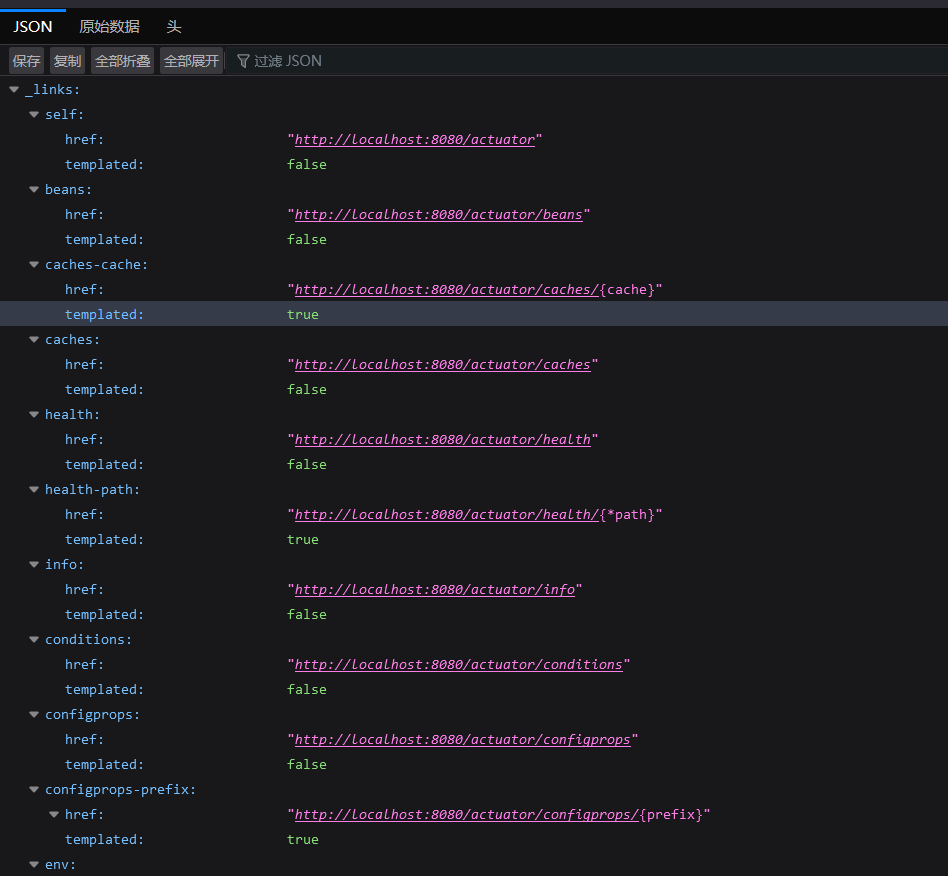 JSON 原始数据 头
保存 复制 全部折叠 全部展开 过滤 JSON
_links:
self:
href: "http://localhost:8080/actuator"
templated: false
beans:
href: "http://localhost:8080/actuator/beans"
templated: false
caches-cache:
href: "http://localhost:8080/actuator/caches/{cache}"
templated: true
caches:
href: "http://localhost:8080/actuator/caches"
templated: false
health:
href: "http://localhost:8080/actuator/health"
templated: false
health-path:
href: "http://localhost:8080/actuator/health/{*path}"
templated: true
info:
href: "http://localhost:8080/actuator/info"
templated: false
conditions:
href: "http://localhost:8080/actuator/conditions"
templated: false
configprops:
href: "http://localhost:8080/actuator/configprops"
templated: false
configprops-prefix:
href: "http://localhost:8080/actuator/configprops/{prefix}"
templated: true
env: